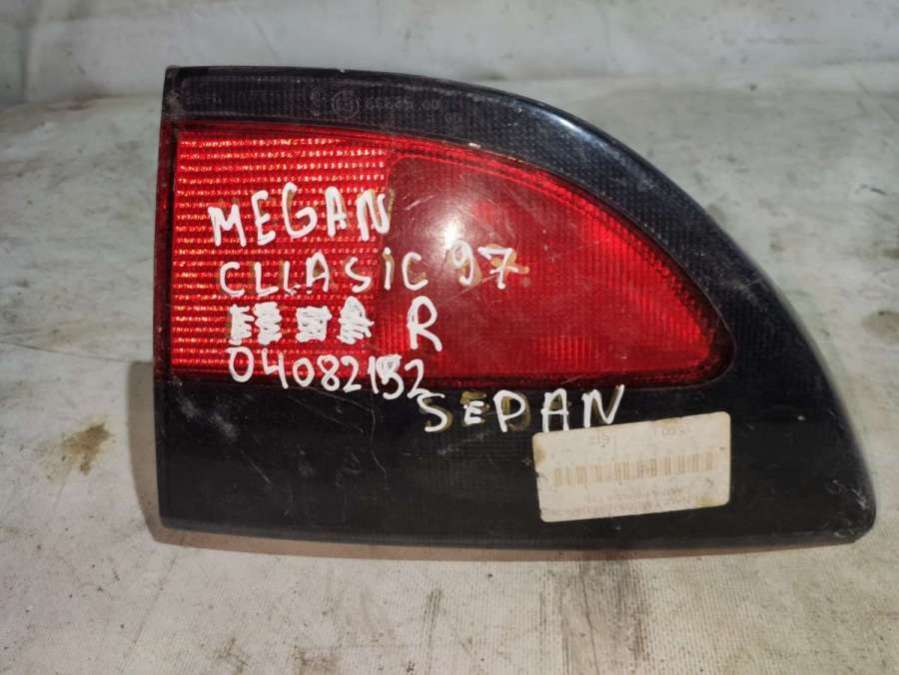 MEGAN
CLLASIC 97
R
04082152
SEDAN